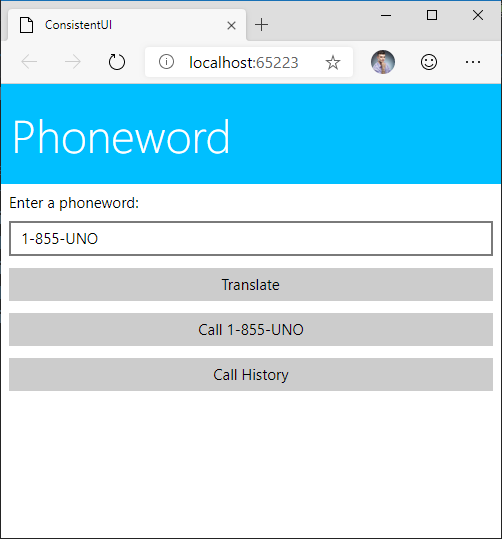 ConsistentUI
localhost:65223
Phoneword
Enter a phoneword:
1-855-UNO
Translate
Call 1-855-UNO
Call History